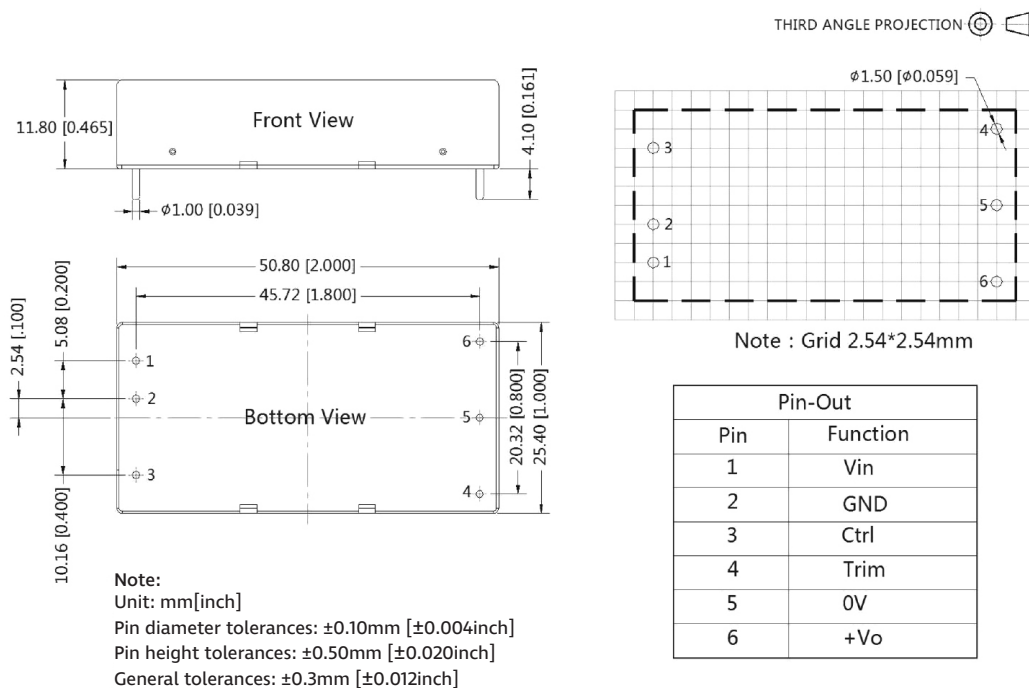 THIRD ANGLE PROJECTION
11.80 [0.465]
Front View
4.10 [0.161]
ϕ1.00 [0.039]
ϕ1.50 [ϕ0.059]
4
3
5
2
1
6
Note : Grid 2.54*2.54mm
50.80 [2.000]
45.72 [1.800]
2.54 [.100]
5.08 [0.200]
10.16 [0.400]
1
2
3
6
5
4
Bottom View
20.32 [0.800]
25.40 [1.000]
Pin-Out
Pin Function
1 Vin
2 GND
3 Ctrl
4 Trim
5 0V
6 +Vo
Note:
Unit: mm[inch]
Pin diameter tolerances: ±0.10mm [±0.004inch]
Pin height tolerances: ±0.50mm [±0.020inch]
General tolerances: ±0.3mm [±0.012inch]